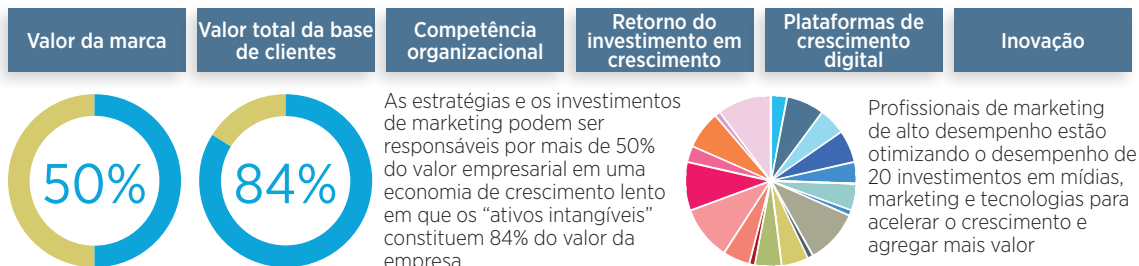 Valor da marca
Valor total da base
de clientes
Competência
organizacional
Retorno do
investimento em
crescimento
Plataformas de
crescimento
digital
Inovação
50%
84%
As estratégias e os investimentos
de marketing podem ser
responsáveis por mais de 50%
do valor empresarial em uma
economia de crescimento lento
em que os “ativos intangíveis”
constituem 84% do valor da
empresa
Profissionais de marketing
de alto desempenho estão
otimizando o desempenho de
20 investimentos em mídias,
marketing e tecnologias para
acelerar o crescimento e
agregar mais valor